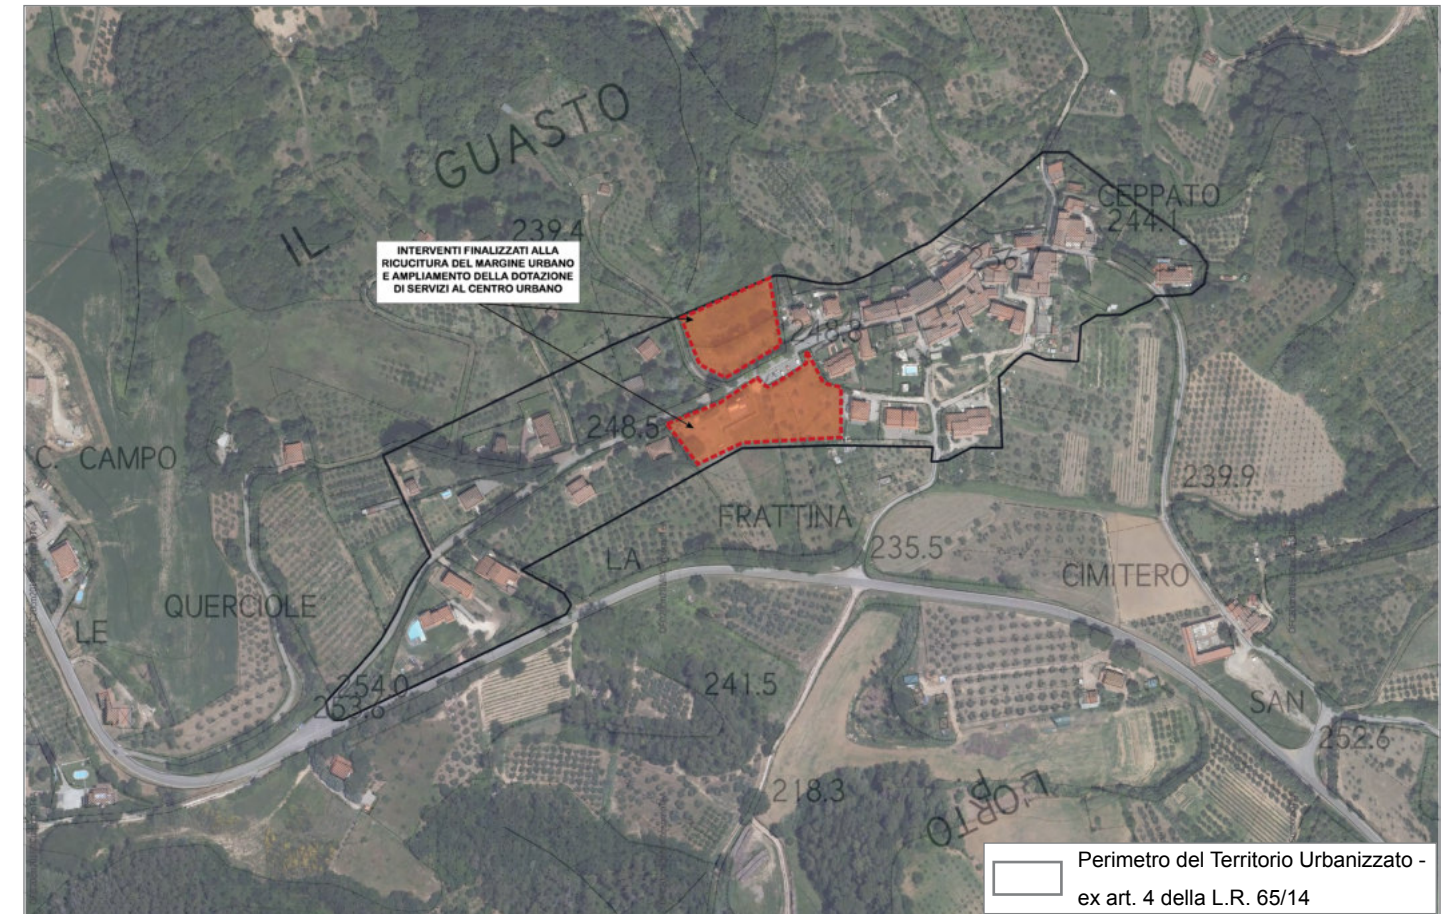 GUASTO
IL
239.4
CEPPATO
244.1
INTERVENTI FINALIZZATI ALLA
RICUCITURA DEL MARGINE URBANO
E AMPLIAMENTO DELLA DOTAZIONE
DI SERVIZI AL CENTRO URBANO
248.8
248.5
C. CAMPO
239.9
FRATTINA
LA
235.5
CIMITERO
QUERCIOLE
LE
254.0
253.6
241.5
SAN
252.6
218.3
L'ORTO
P.
Perimetro del Territorio Urbanizzato -
ex art. 4 della L.R. 65/14